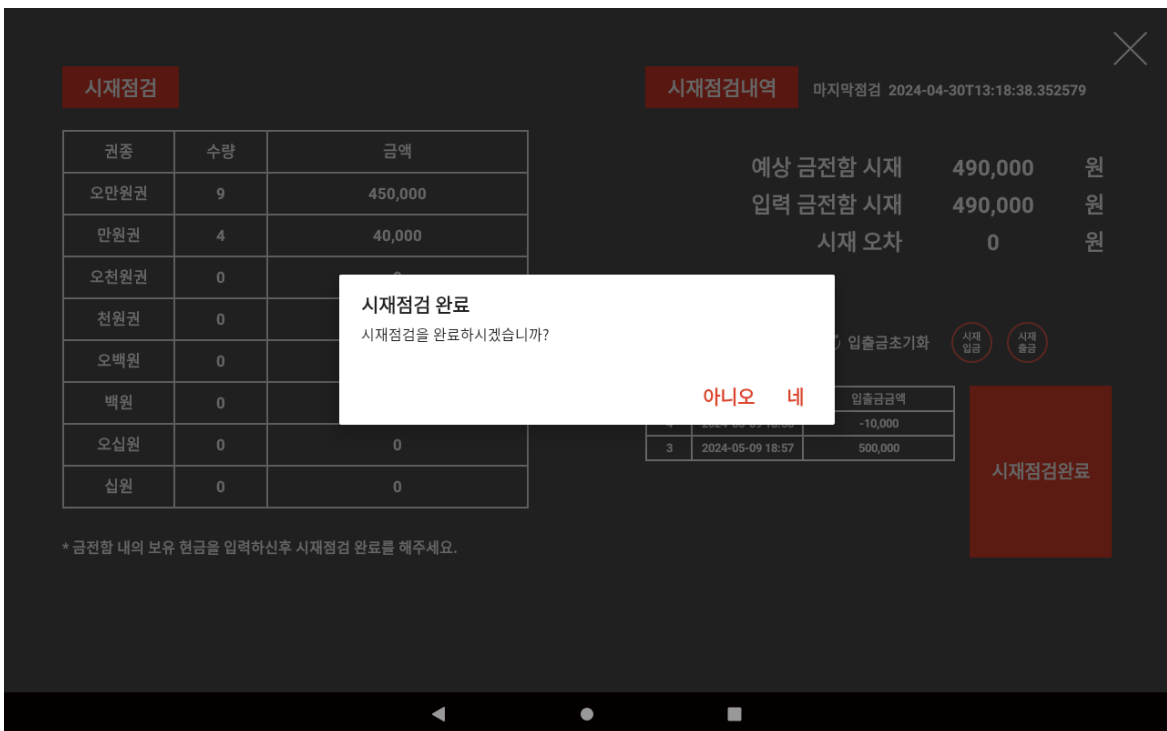 시재점검
시재점검내역 마지막점검 2024-04-30T13:18:38.352579
권종 수량 금액
오만원권 9 450,000
만원권 4 40,000
오천원권 0
천원권 0
오백원 0
백원 0
오십원 0 0
십원 0 0
* 금전함 내의 보유 현금을 입력하신후 시재점검 완료를 해주세요.
예상 금전함 시재 490,000 원
입력 금전함 시재 490,000 원
시재 오차 0 원
시재점검 완료
시재점검을 완료하시겠습니까?
아니오 네
입출금초기화
시재
입금
시재
출금
입출금금액
-10,000
3 2024-05-09 18:57 500,000
시재점검완료